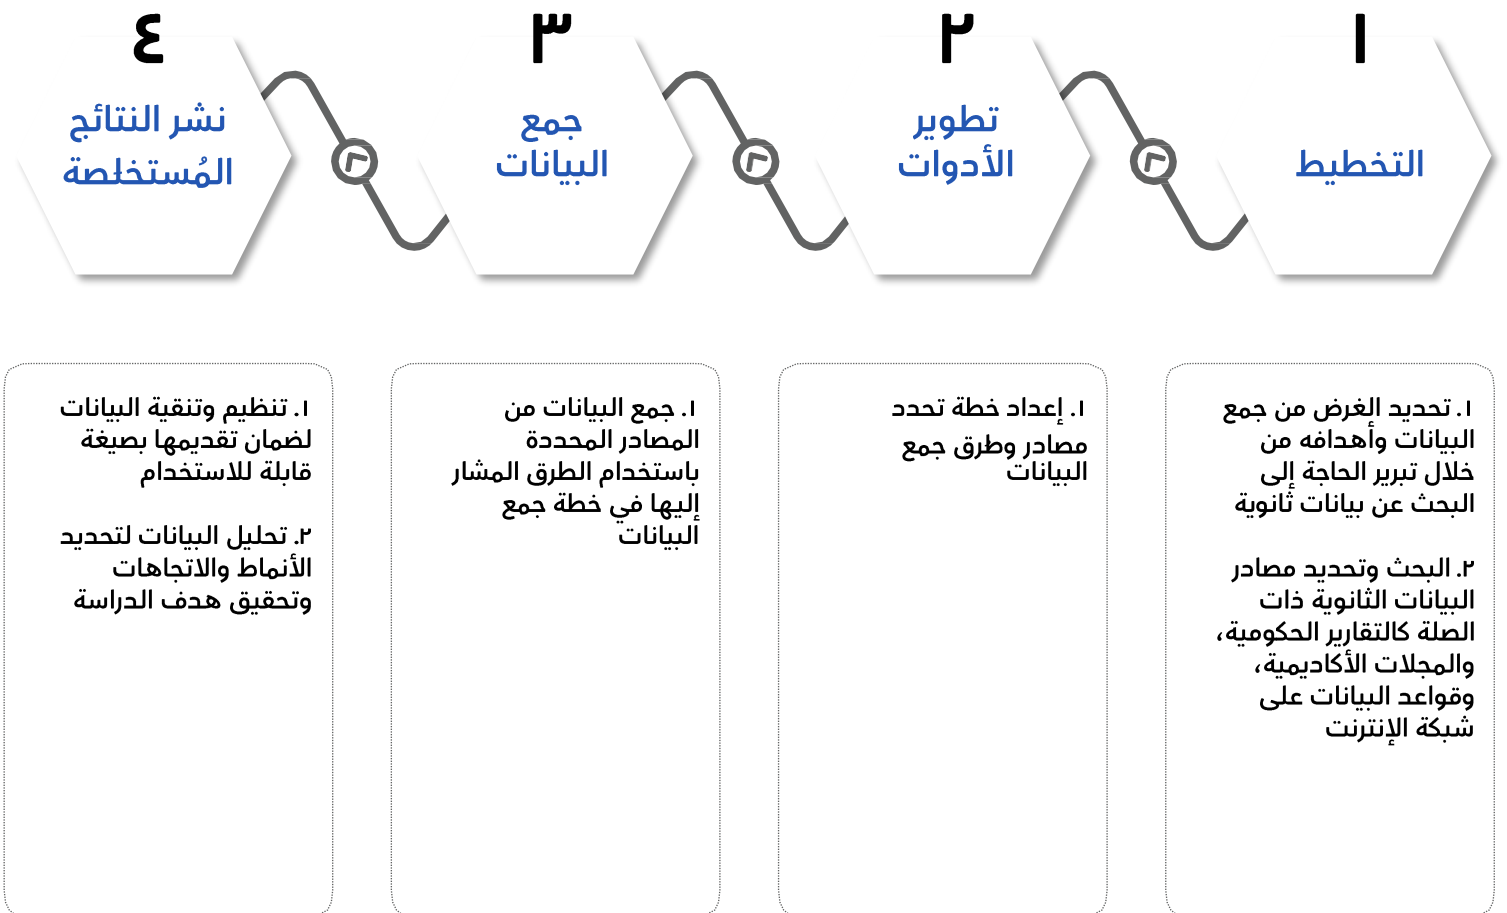 ١
التخطيط
٢
تطوير
الأدوات
٣
جمع
البيانات
٤
نشر النتائج
المُستخلصة
١. تحديد الغرض من جمع
البيانات وأهدافه من
خلال تبرير الحاجة إلى
البحث عن بيانات ثانوية
٢. البحث وتحديد مصادر
البيانات الثانوية ذات
الصلة كالتقارير الحكومية،
والمجلات الأكاديمية،
وقواعد البيانات على
شبكة الإنترنت
١. إعداد خطة تحدد
مصادر وطرق جمع
البيانات
١. جمع البيانات من
المصادر المحددة
باستخدام الطرق المشار
إليها في خطة جمع
البيانات
١. تنظيم وتنقية البيانات
لضمان تقديمها بصيغة
قابلة للاستخدام
٢. تحليل البيانات لتحديد
الأنماط والاتجاهات
وتحقيق هدف الدراسة